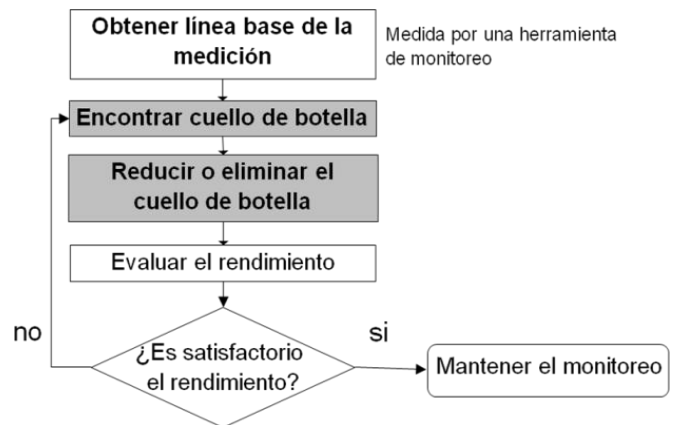 Obtener línea base de la
medición
Medida por una herramienta
de monitoreo
Encontrar cuello de botella
Reducir o eliminar el
cuello de botella
Evaluar el rendimiento
no
¿Es satisfactorio
el rendimiento?
si
Mantener el monitoreo